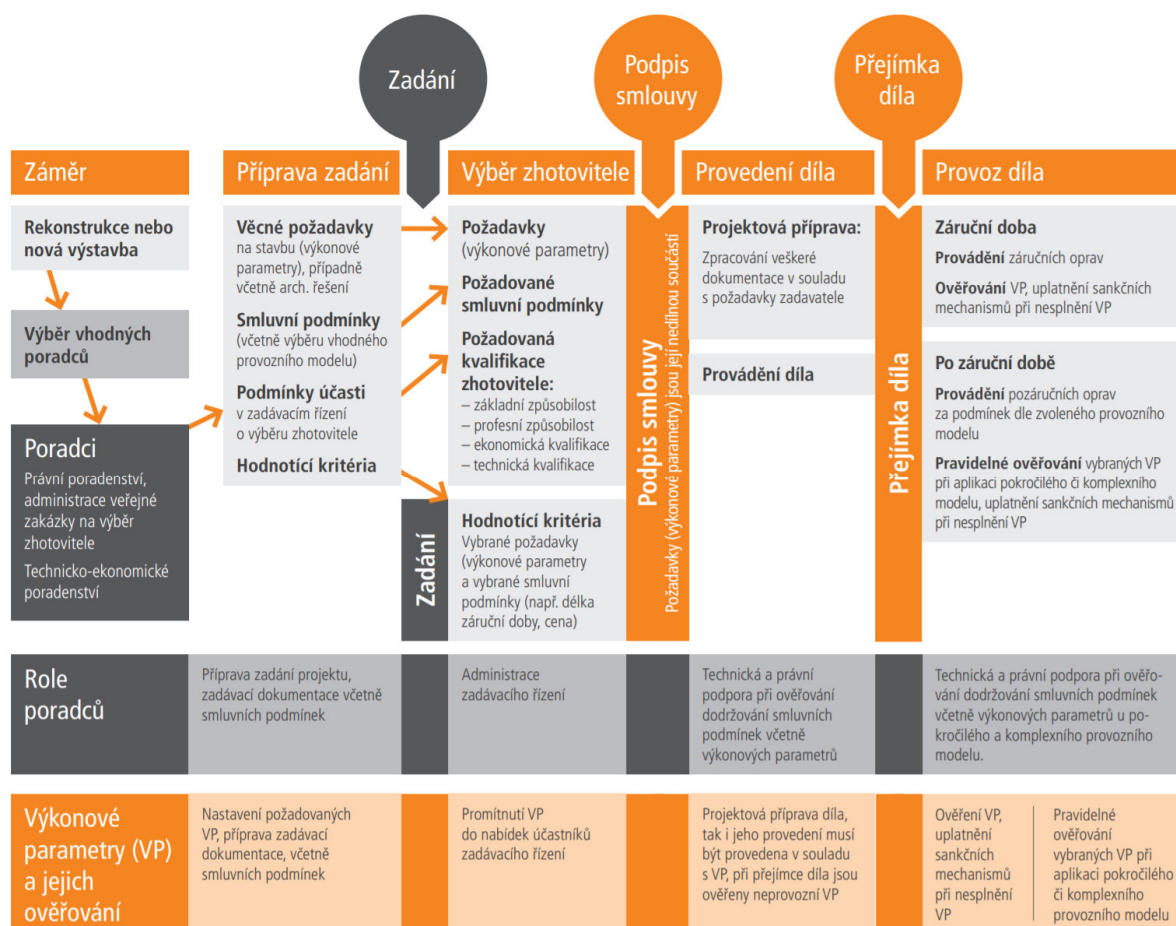 Zadání
Podpis
smlouvy
Přejímka
díla
Záměr
Příprava zadání
Výběr zhotovitele
Provedení díla
Provoz díla
Rekonstrukce nebo
nová výstavba
Výběr vhodných
poradců
Poradci
Právní poradenství,
administrace veřejné
zakázky na výběr
zhotovitele
Technicko-ekonomické
poradenství
Věcné požadavky
na stavbu (výkonové
parametry), případně
včetně arch. řešení
Smluvní podmínky
(včetně výběru vhodného
provozního modelu)
Podmínky účasti
v zadávacím řízení
o výběru zhotovitele
Hodnotící kritéria
Zadání
Požadavky
(výkonové parametry)
Požadované
smluvní podmínky
Požadovaná
kvalifikace
zhotovitele:
– základní způsobilost
– profesní způsobilost
– ekonomická kvalifikace
– technická kvalifikace
Hodnotící kritéria
Vybrané požadavky
(výkonové parametry
a vybrané smluvní
podmínky (např. délka
záruční doby, cena)
Podpis smlouvy
Požadavky (výkonové parametry) jsou její nedílnou součástí
Projektová příprava:
Zpracování veškeré
dokumentace v souladu
s požadavky zadavatele
Provádění díla
Přejímka díla
Záruční doba
Provádění záručních oprav
Ověřování VP, uplatnění sankčních
mechanismů při nesplnění VP
Po záruční době
Provádění pozáručních oprav
za podmínek dle zvoleného provozního
modelu
Pravidelné ověřování vybraných VP
při aplikaci pokročilého či komplexního
modelu, uplatnění sankčních mechanismů
při nesplnění VP
Role
poradců
Příprava zadání projektu,
zadávací dokumentace včetně
smluvních podmínek
Administrace
zadávacího řízení
Technická a právní
podpora při ověřování
dodržování smluvních
podmínek včetně
výkonových parametrů
Technická a právní podpora při ověřo-
vání dodržování smluvních podmínek
včetně výkonových parametrů u po-
kročilého a komplexního provozního
modelu.
Výkonové
parametry (VP)
a jejich
ověřování
Nastavení požadovaných
VP, příprava zadávací
dokumentace, včetně
smluvních podmínek
Promítnutí VP
do nabídek účastníků
zadávacího řízení
Projektová příprava díla,
tak i jeho provedení musí
být provedena v souladu
s VP, při přejímce díla jsou
ověřeny neprovozní VP
Ověření VP,
uplatnění
sankčních
mechanismů
při nesplnění
VP
Pravidelné
ověřování
vybraných VP při
aplikaci pokročilého
či komplexního
provozního modelu